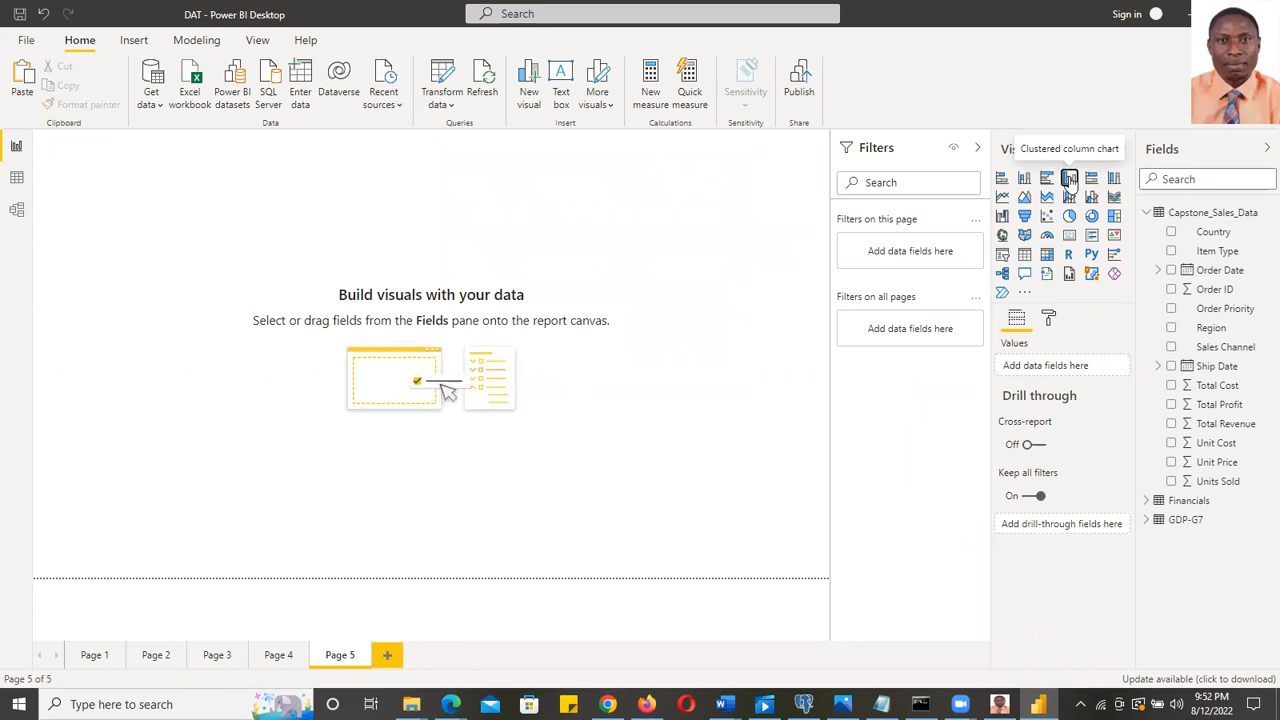 DAT - Power BI Desktop
Search
Sign in
File
Home
Insert
Modeling
View
Help
Paste
Cut
Copy
Format painter
Clipboard
Get data
Excel workbook
Power BI datasets
SQL Server
Enter data
Dataverse
Recent sources
Data
Transform data
Refresh
Queries
New visual
Text box
More visuals
Insert
New measure
Quick measure
Calculations
Sensitivity
Sensitivity
Publish
Share
Build visuals with your data
Select or drag fields from the Fields pane onto the report canvas.
Filters
Search
Filters on this page
...
Add data fields here
Filters on all pages
...
Add data fields here
Clustered column chart
R
Py
...
Values
Add data fields here
Drill through
Cross-report
Off
Keep all filters
On
Add drill-through fields here
Fields
Search
Capstone_Sales_Data
Country
Item Type
Order Date
Order ID
Order Priority
Region
Sales Channel
Ship Date
Total Cost
Total Profit
Total Revenue
Unit Cost
Unit Price
Units Sold
Financials
GDP-G7
Page 1
Page 2
Page 3
Page 4
Page 5
Page 5 of 5
Update available (click to download)
Type here to search
9:52 PM
8/12/2022